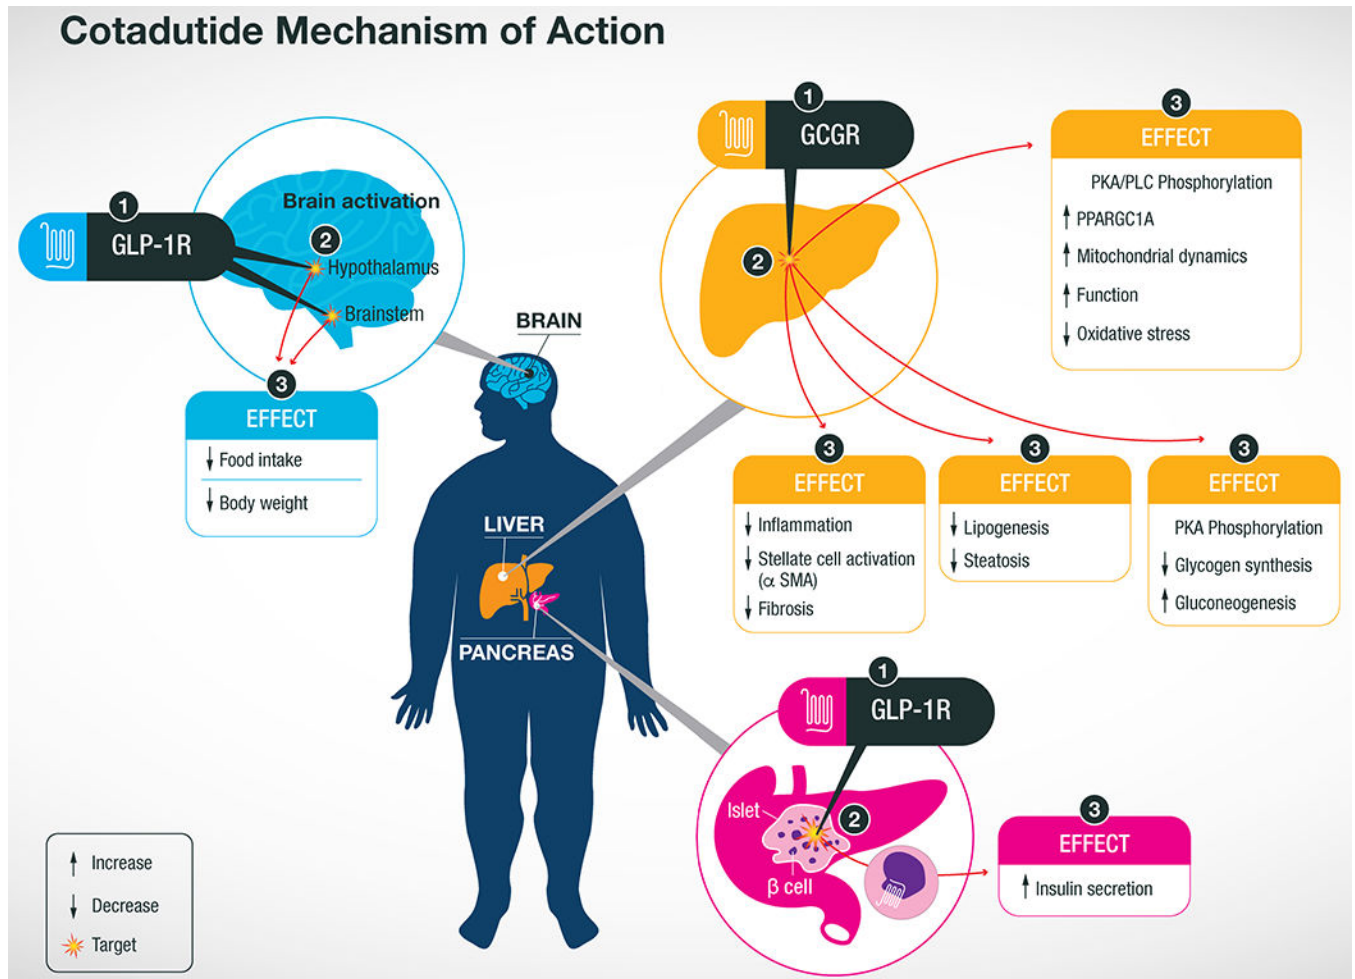 Cotadutide Mechanism of Action
1
GLP-1R
Brain activation
2
Hypothalamus
Brainstem
3
EFFECT
Food intake
Body weight
BRAIN
LIVER
PANCREAS
1
GCGR
2
3
EFFECT
PKA/PLC Phosphorylation
↑ PPARGC1A
↑ Mitochondrial dynamics
↑ Function
↓ Oxidative stress
3
EFFECT
↓ Inflammation
↓ Stellate cell activation
(α SMA)
↓ Fibrosis
3
EFFECT
↓ Lipogenesis
↓ Steatosis
3
EFFECT
PKA Phosphorylation
↓ Glycogen synthesis
↑ Gluconeogenesis
1
GLP-1R
Islet
2
β cell
3
EFFECT
↑ Insulin secretion
↑ Increase
↓ Decrease
Target